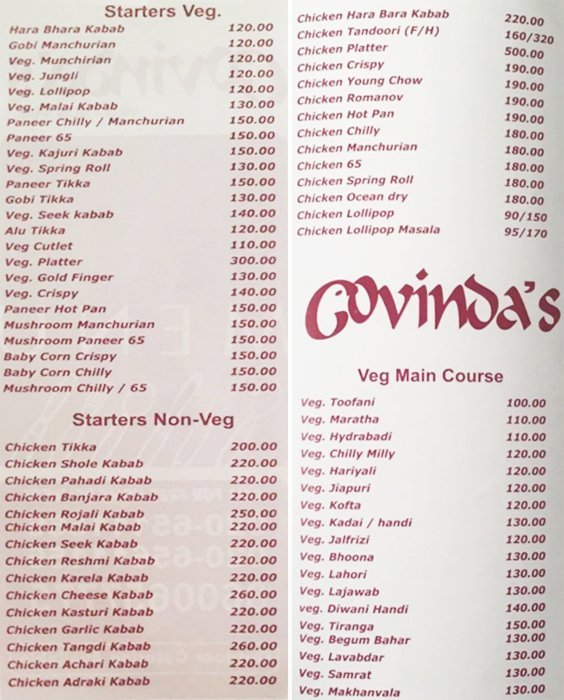 Starters Veg.
Hara Bhara Kabab 120.00
Gobi Manchurian 120.00
Veg. Munchirian 120.00
Veg. Jungli 120.00
Veg. Lollipop 120.00
Veg. Malai Kabab 130.00
Paneer Chilly / Manchurian 150.00
Paneer 65 150.00
Veg. Kajuri Kabab 150.00
Veg. Spring Roll 130.00
Paneer Tikka 150.00
Gobi Tikka 130.00
Veg. Seek kabab 140.00
Alu Tikka 120.00
Veg Cutlet 110.00
Veg. Platter 300.00
Veg. Gold Finger 130.00
Veg. Crispy 140.00
Paneer Hot Pan 150.00
Mushroom Manchurian 150.00
Mushroom Paneer 65 150.00
Baby Corn Crispy 150.00
Baby Corn Chilly 150.00
Mushroom Chilly / 65 150.00
Starters Non-Veg
Chicken Tikka 200.00
Chicken Shole Kabab 220.00
Chicken Pahadi Kabab 220.00
Chicken Banjara Kabab 220.00
Chicken Rojali Kabab 250.00
Chicken Malai Kabab 220.00
Chicken Seek Kabab 220.00
Chicken Reshmi Kabab 220.00
Chicken Karela Kabab 220.00
Chicken Cheese Kabab 260.00
Chicken Kasturi Kabab 220.00
Chicken Garlic Kabab 220.00
Chicken Tangdi Kabab 260.00
Chicken Achari Kabab 220.00
Chicken Adraki Kabab 220.00
Chicken Hara Bara Kabab 220.00
Chicken Tandoori (F/H) 160/320
Chicken Platter 500.00
Chicken Crispy 190.00
Chicken Young Chow 190.00
Chicken Romanov 190.00
Chicken Hot Pan 190.00
Chicken Chilly 180.00
Chicken Manchurian 180.00
Chicken 65 180.00
Chicken Spring Roll 180.00
Chicken Ocean dry 180.00
Chicken Lollipop 90/150
Chicken Lollipop Masala 95/170
Govinda's
Veg Main Course
Veg. Toofani 100.00
Veg. Maratha 110.00
Veg. Hydrabadi 110.00
Veg. Chilly Milly 120.00
Veg. Hariyali 120.00
Veg. Jiapuri 120.00
Veg. Kofta 120.00
Veg. Kadai / handi 130.00
Veg. Jalfrizi 120.00
Veg. Bhoona 130.00
Veg. Lahori 130.00
Veg. Lajawab 130.00
veg. Diwani Handi 140.00
Veg. Tiranga 150.00
Veg. Begum Bahar 130.00
Veg. Lavabdar 130.00
Veg. Samrat 130.00
Veg. Makhanvala 130.00